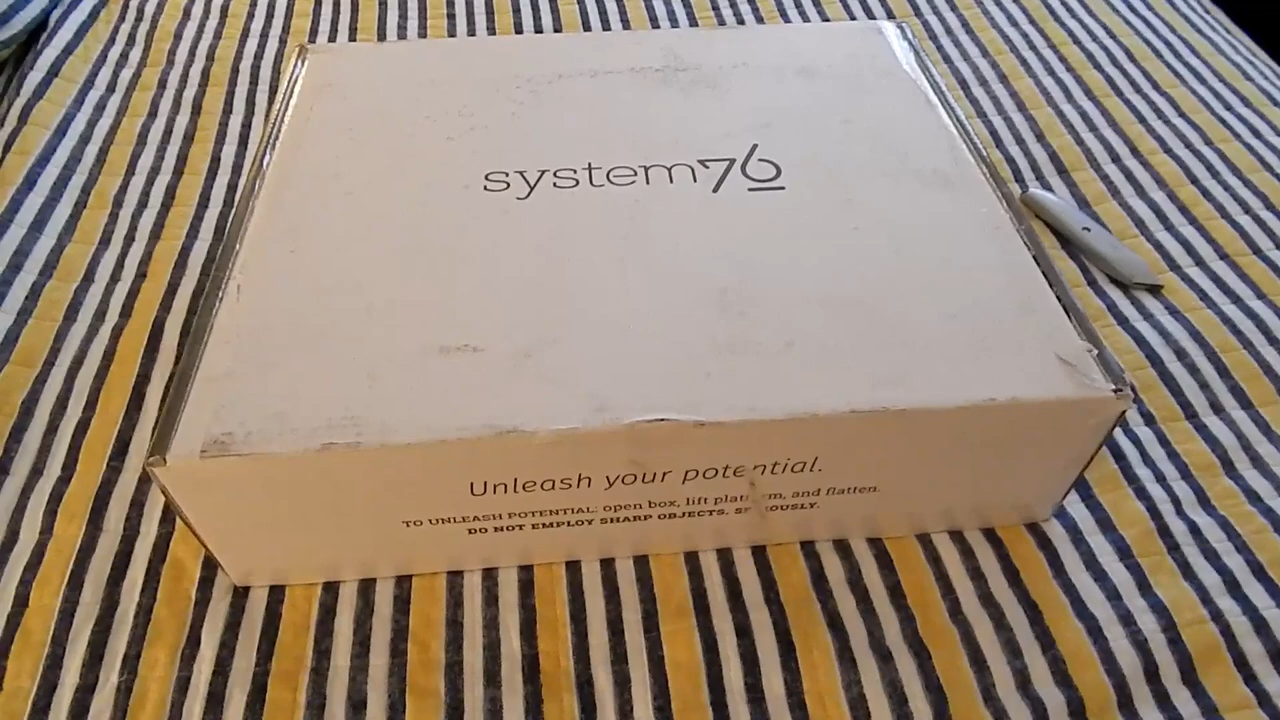 system76
Unleash your potential.
TO UNLEASH POTENTIAL: open box, lift and flatten.
DO NOT EMPLOY SHARP OBJECTS.